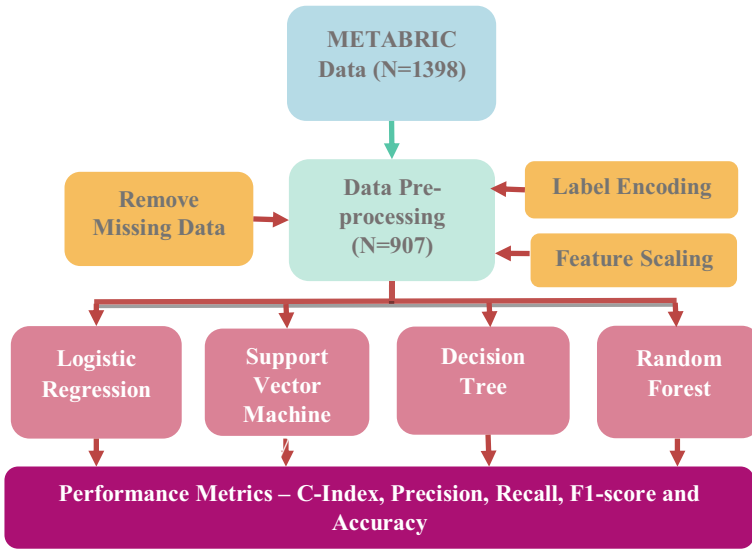 METABRIC
Data (N=1398)
Remove
Missing Data
Data Pre-
processing
(N=907)
Label Encoding
Feature Scaling
Logistic
Regression
Support
Vector
Machine
Decision
Tree
Random
Forest
Performance Metrics – C-Index, Precision, Recall, F1-score and
Accuracy